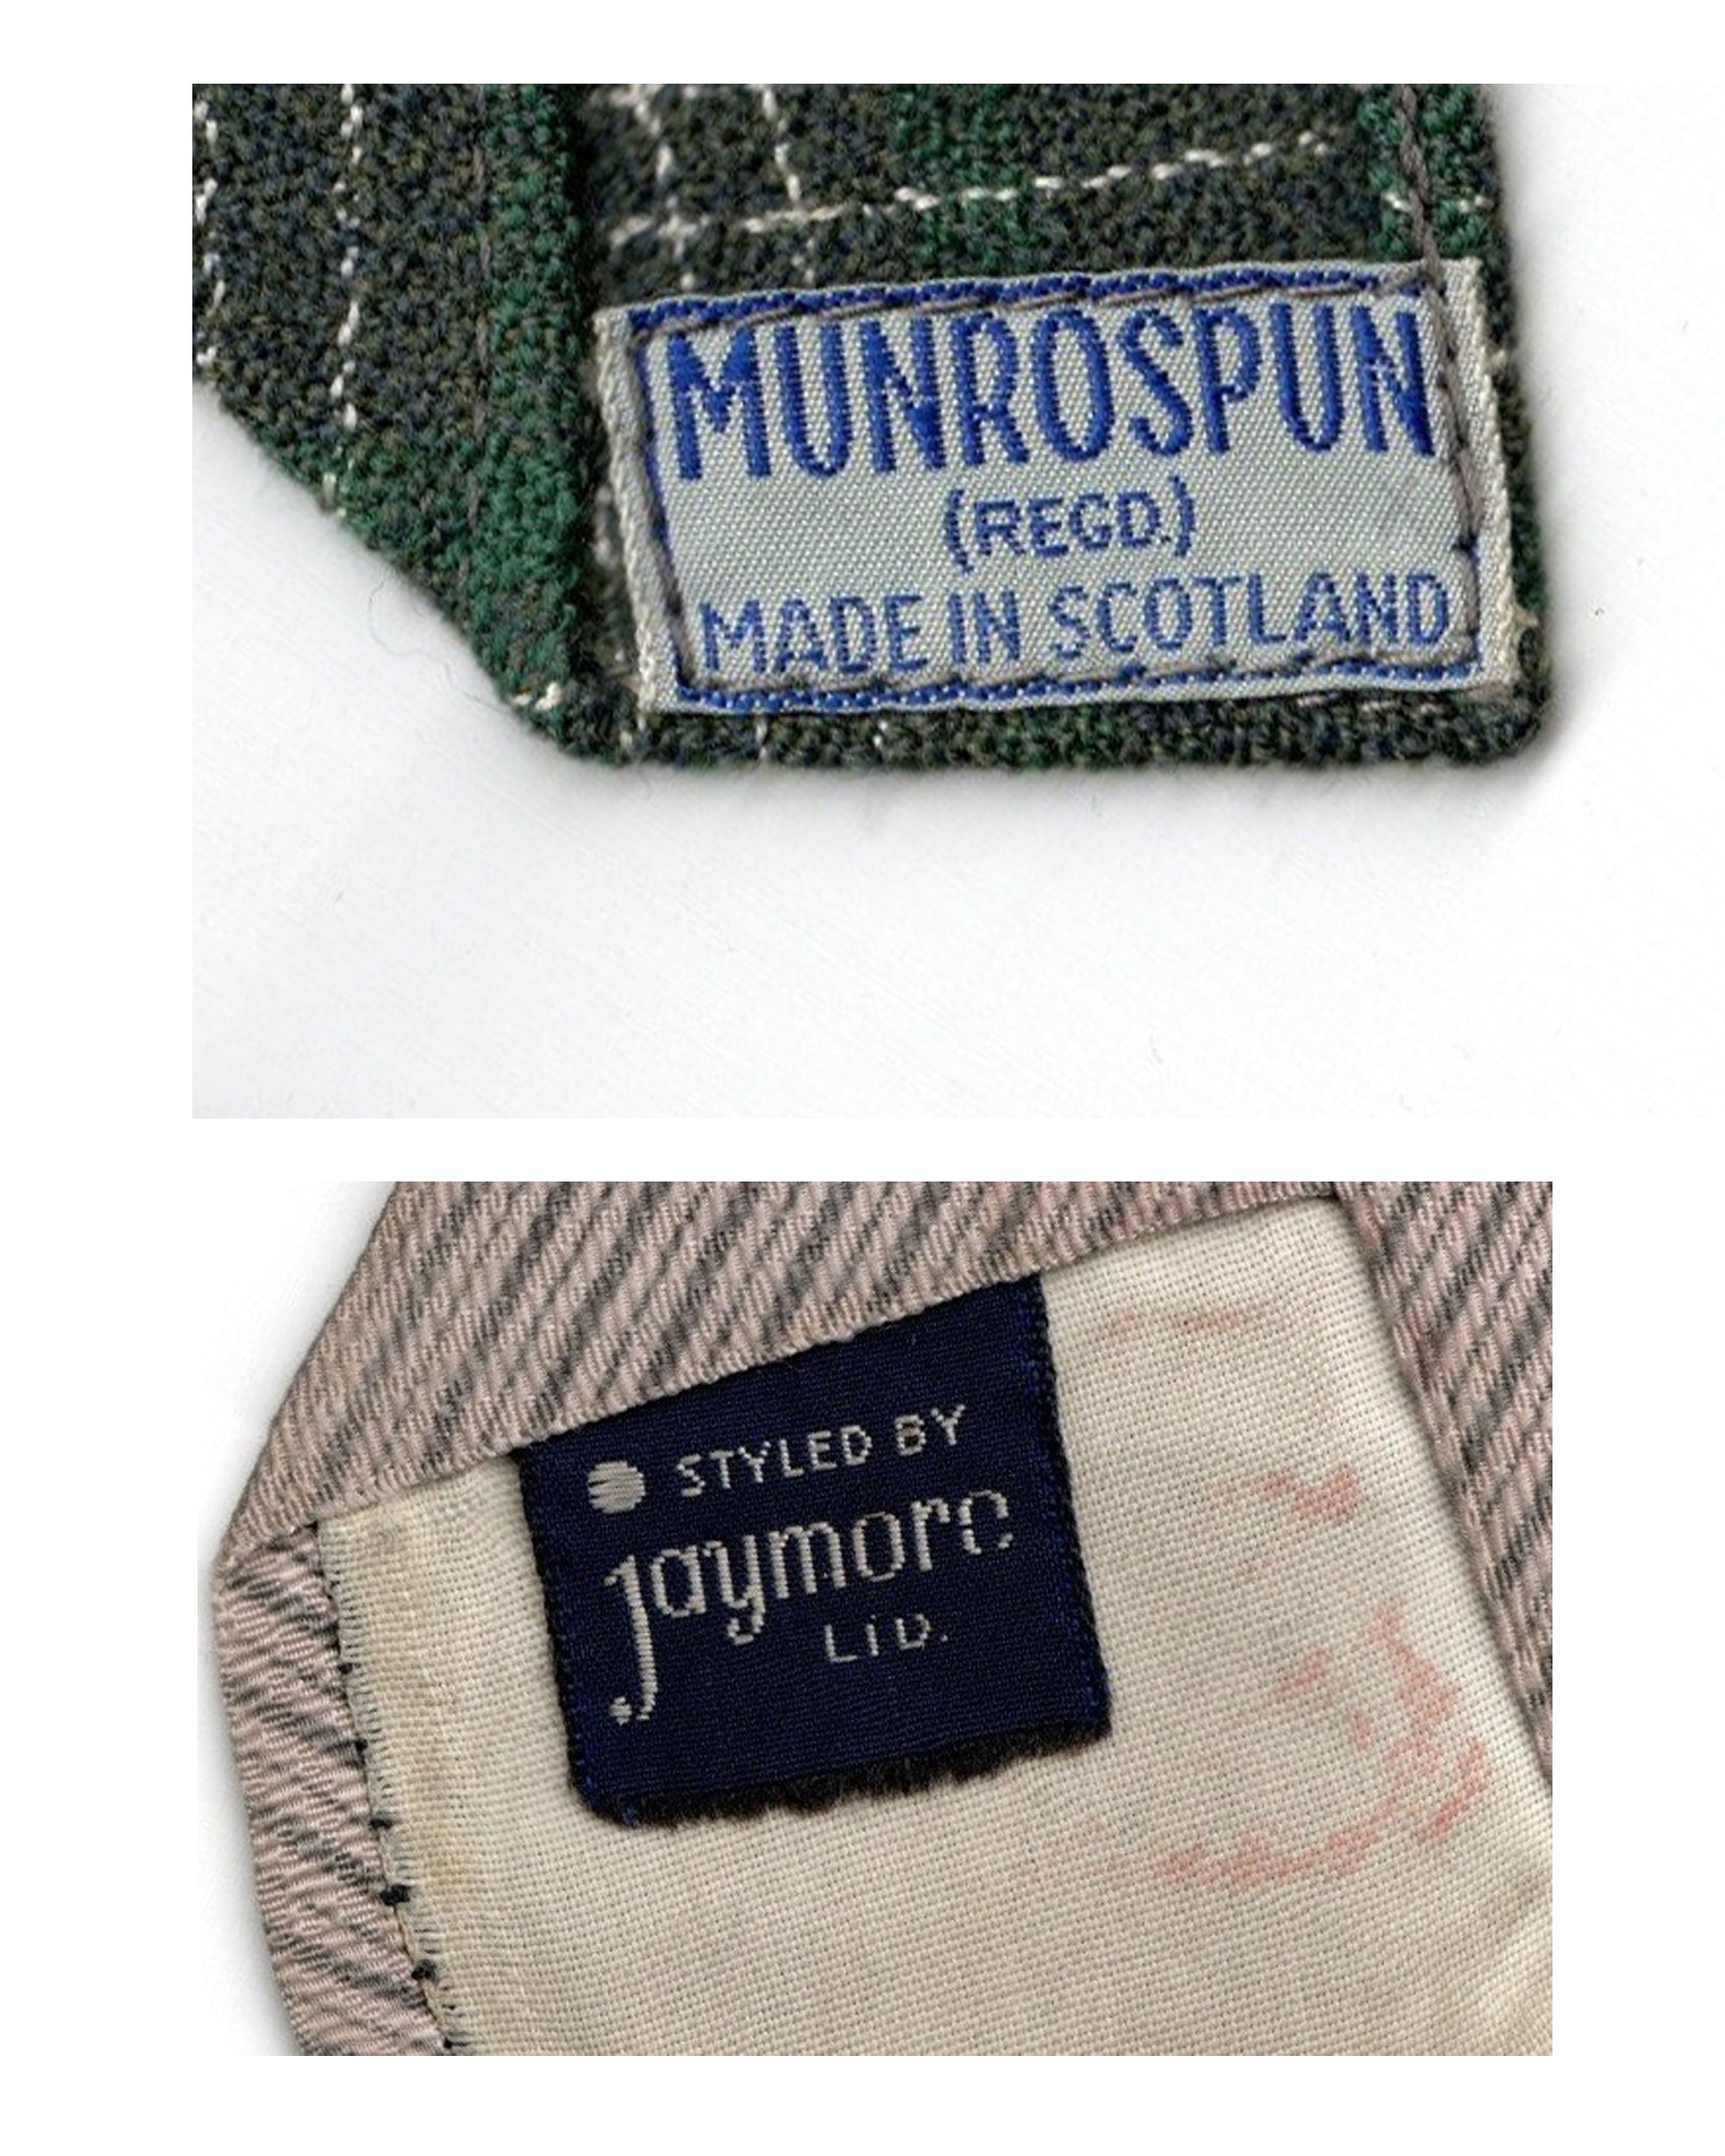 MUNROSPUN
(REGD.)
MADE IN SCOTLAND
STYLED BY
jaymore
LTD.